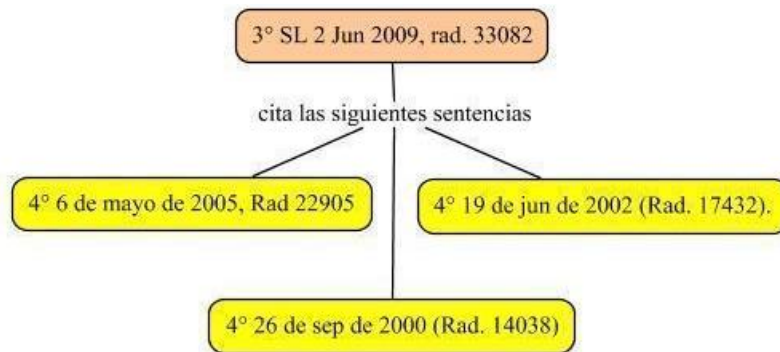 3° SL 2 Jun 2009, rad. 33082
cita las siguientes sentencias
4° 6 de mayo de 2005, Rad 22905
4° 19 de jun de 2002 (Rad. 17432).
4° 26 de sep de 2000 (Rad. 14038)